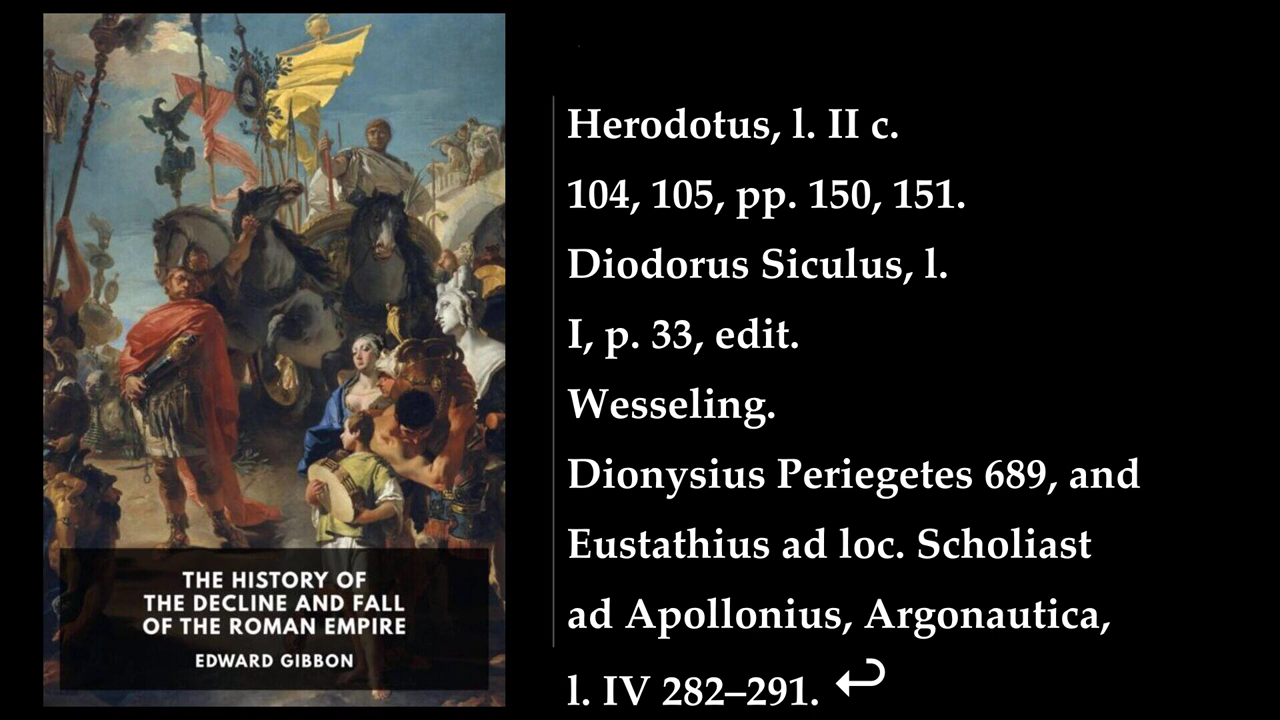 THE HISTORY OF
THE DECLINE AND FALL
OF THE ROMAN EMPIRE
EDWARD GIBBON
Herodotus, l. II c.
104, 105, pp. 150, 151.
Diodorus Siculus, l.
I, p. 33, edit.
Wesseling.
Dionysius Periegetes 689, and
Eustathius ad loc. Scholiast
ad Apollonius, Argonautica,
l. IV 282–291. ↩